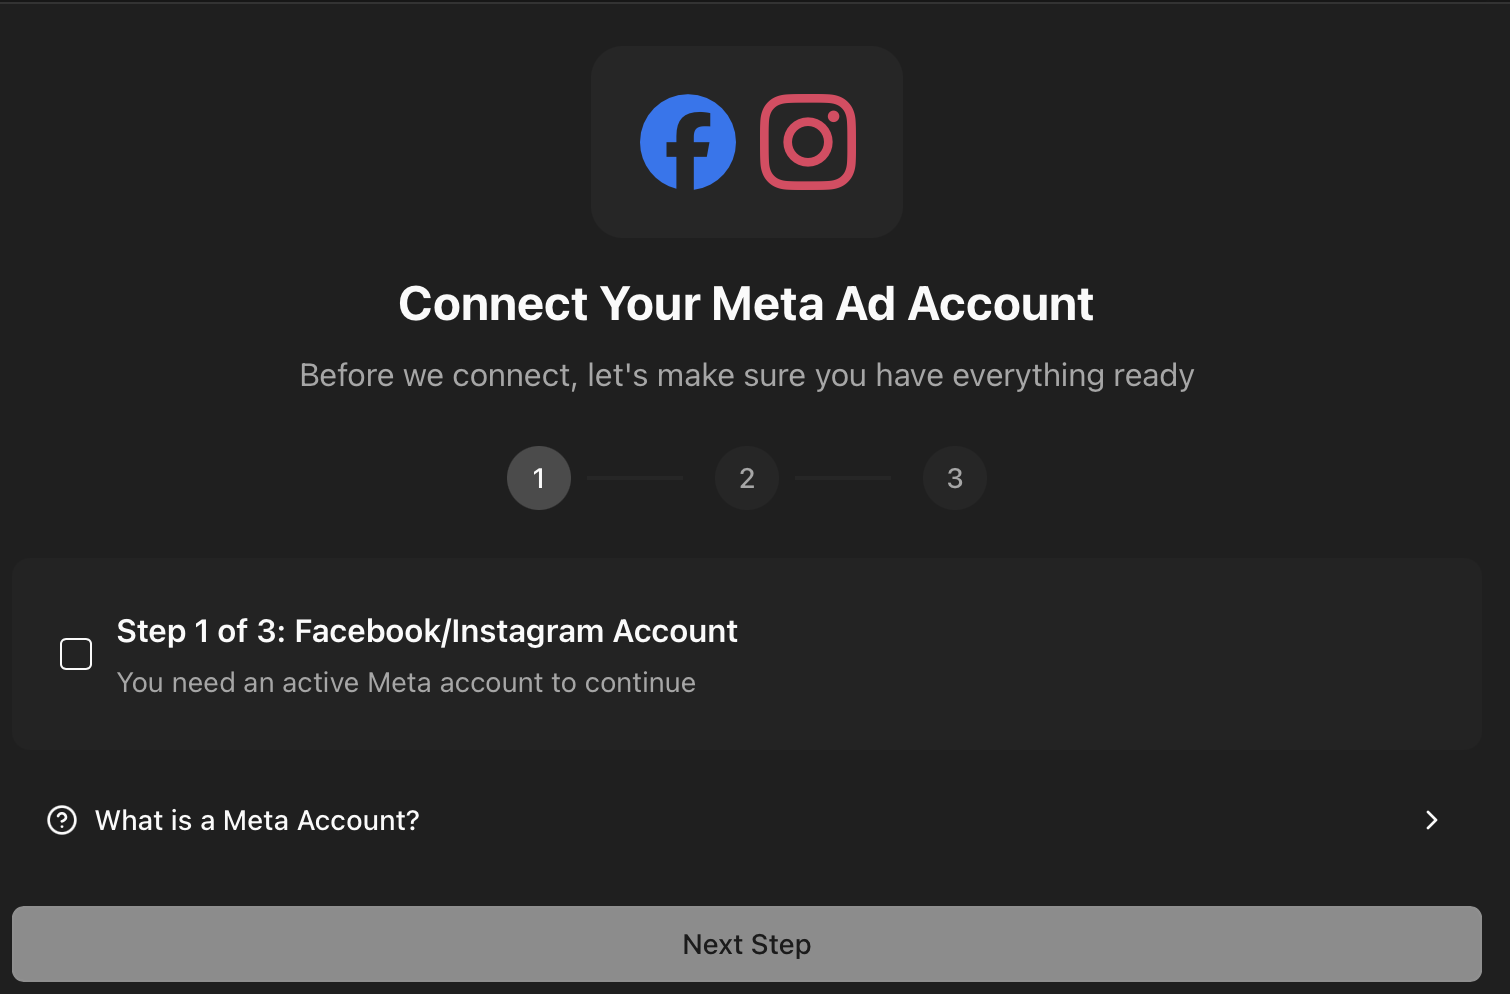 Connect Your Meta Ad Account
Before we connect, let's make sure you have everything ready
1 2 3
Step 1 of 3: Facebook/Instagram Account
You need an active Meta account to continue
What is a Meta Account?
Next Step